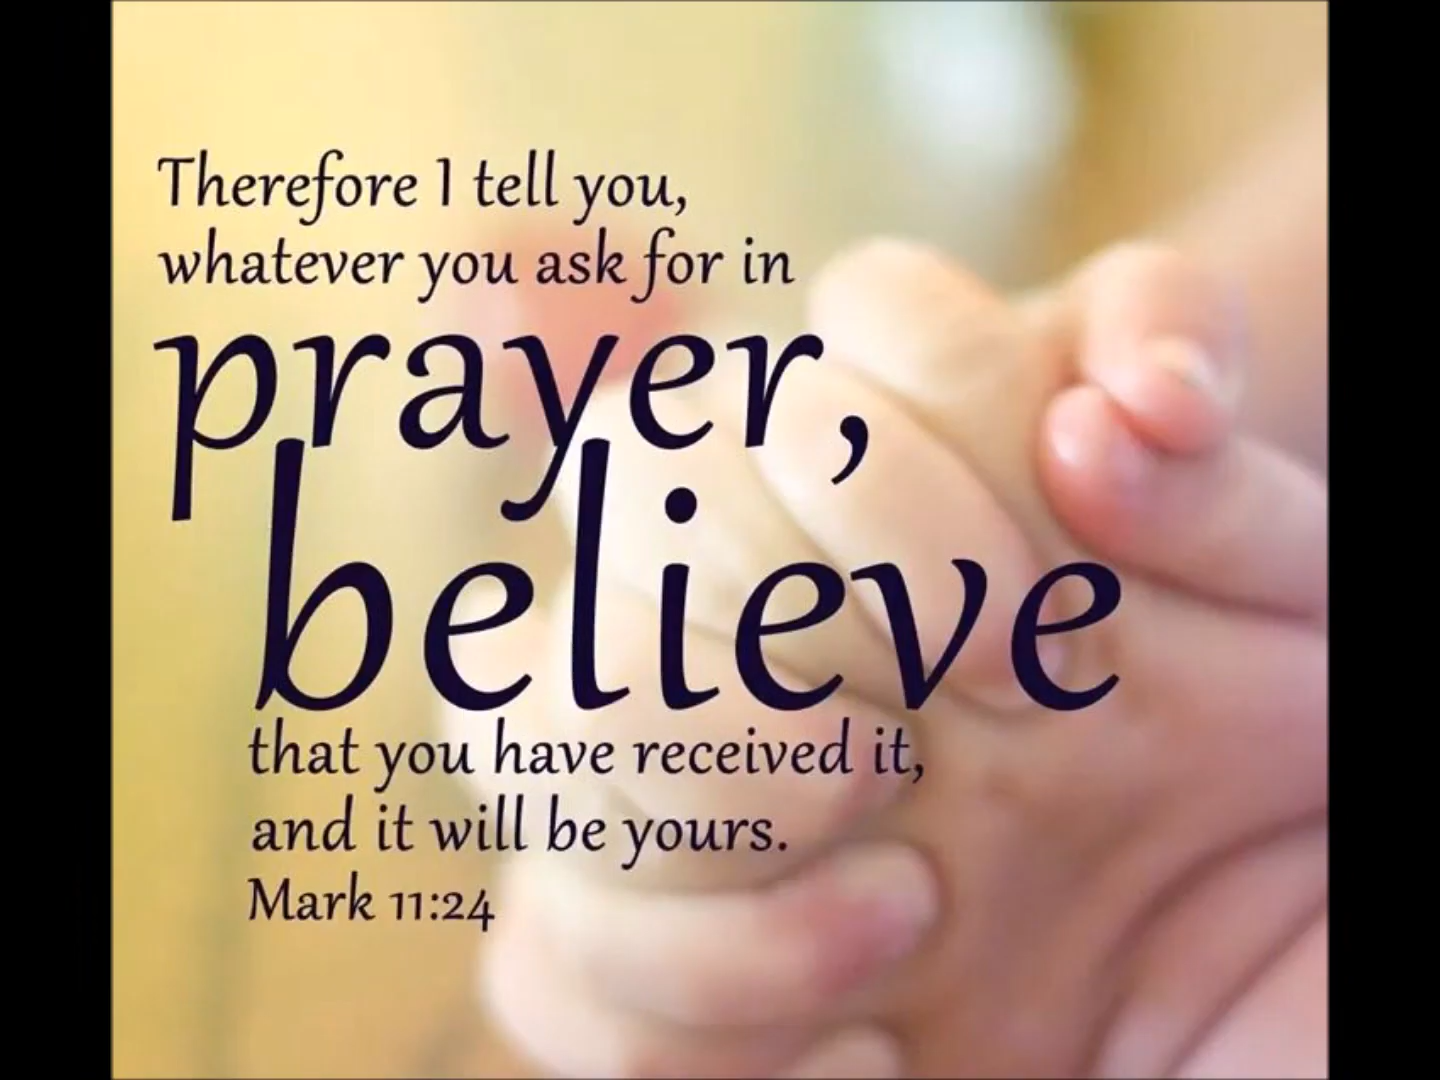 Therefore I tell you,
whatever you ask for in
prayer,
believe
that you have received it,
and it will be yours.
Mark 11:24